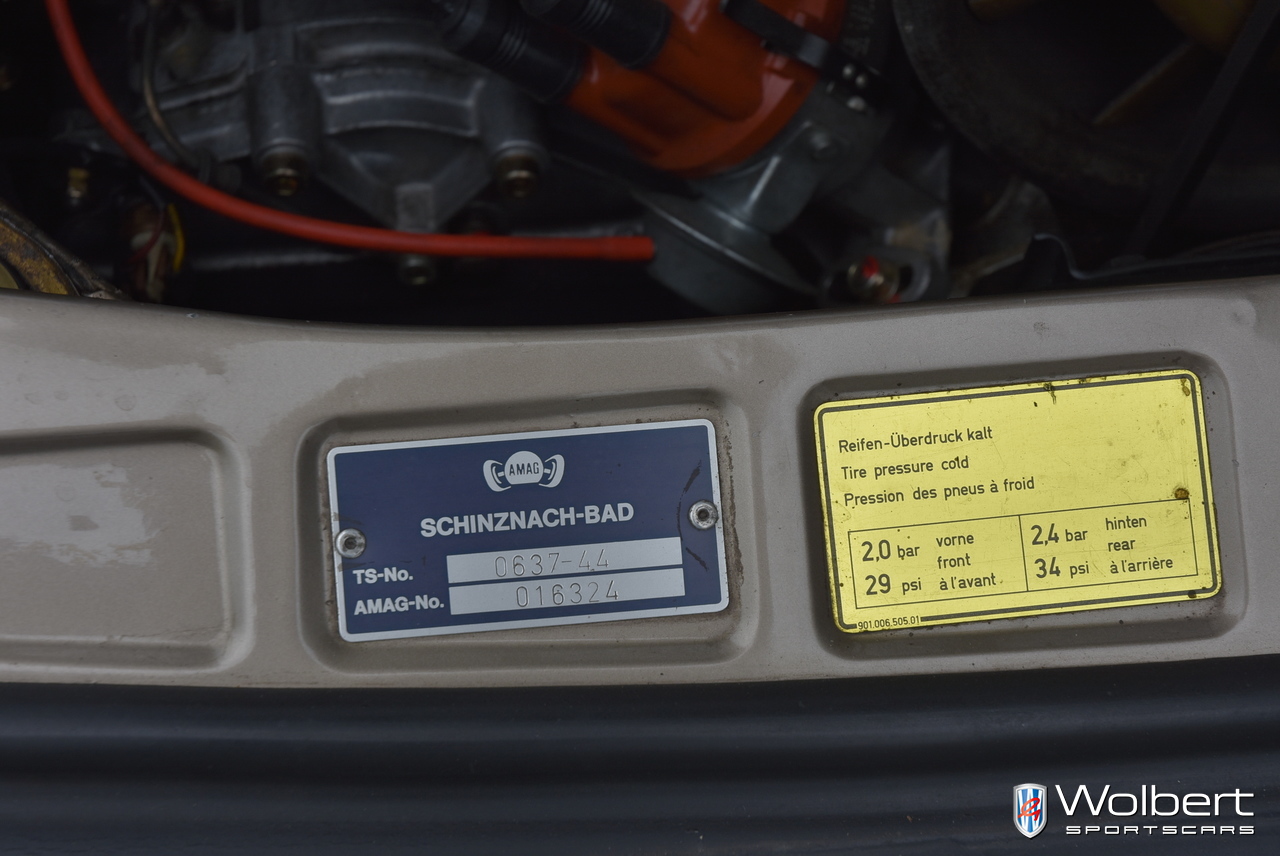 AMAG
SCHINZNACH-BAD
TS-No. 0637-44
AMAG-No. 016324
Reifen-Überdruck kalt
Tire pressure cold
Pression des pneus à froid
2,0 bar vorne
front
29 psi à l'avant
2,4 bar hinten
rear
34 psi à l'arrière
901.006.505.01
Wolbert
SPORTSCARS